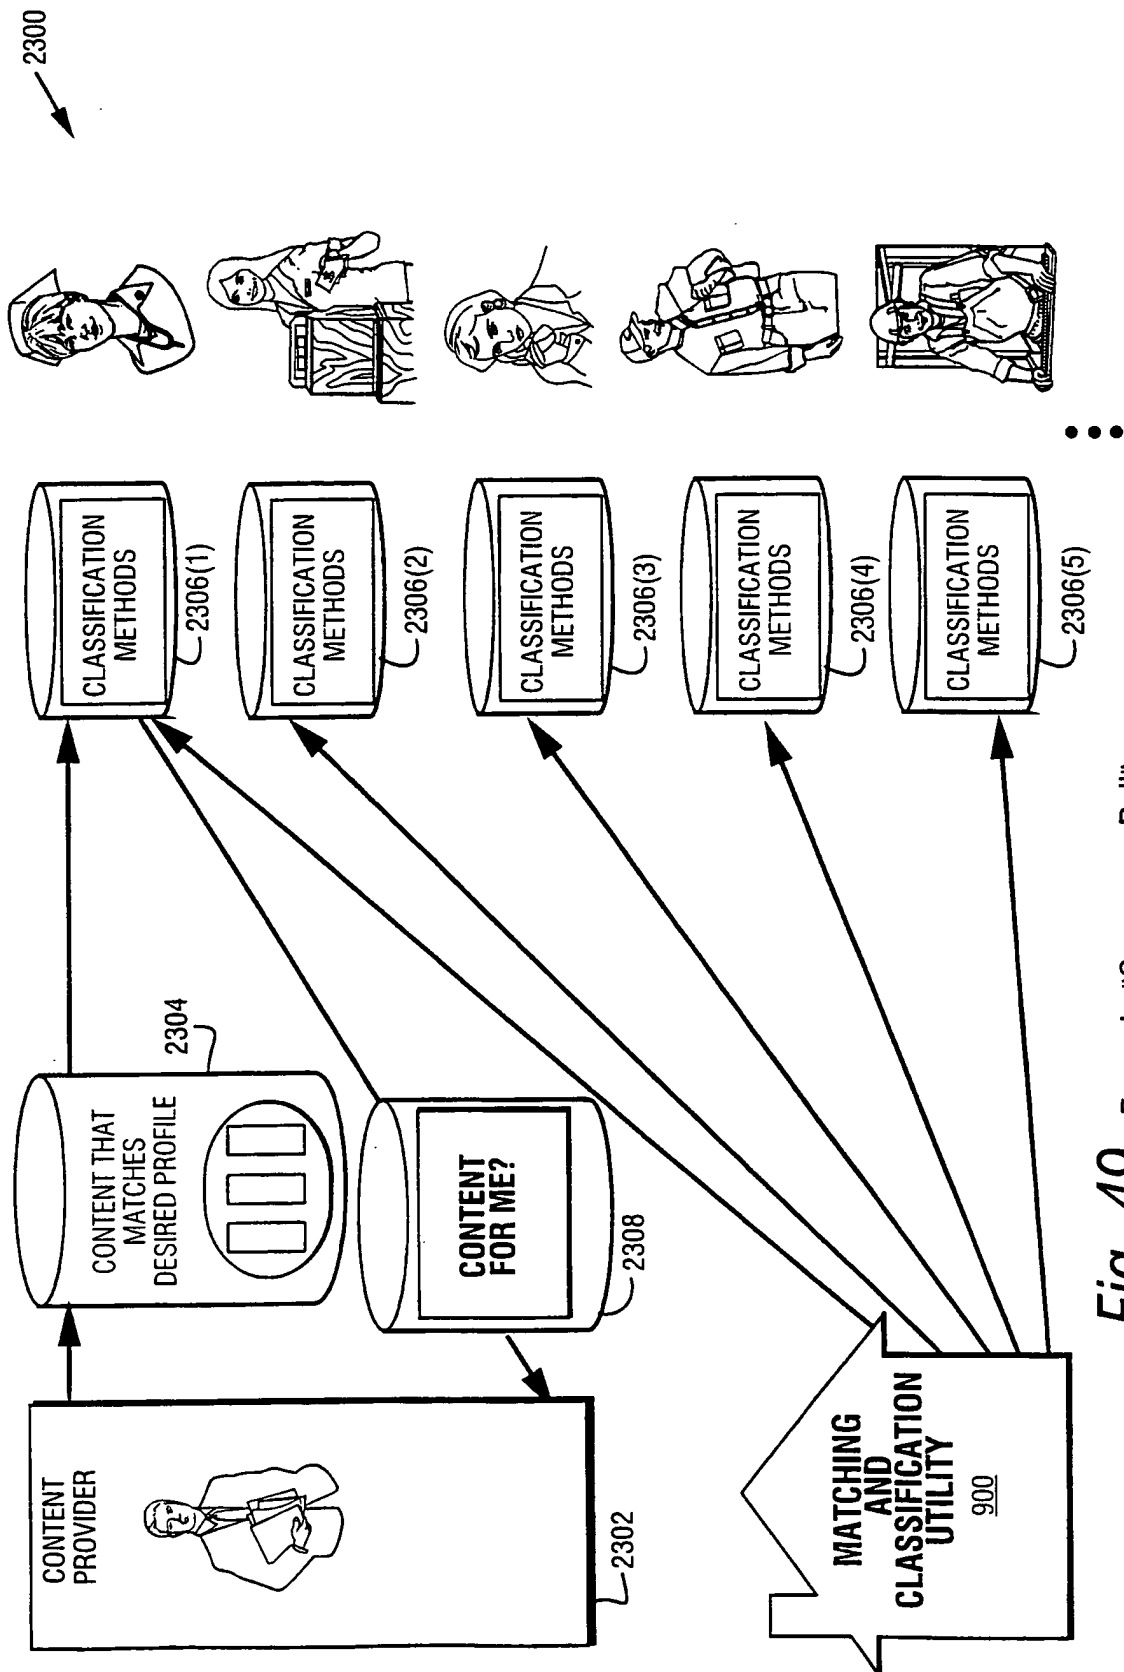 2300
CONTENT
PROVIDER
2302
CONTENT THAT
MATCHES
DESIRED PROFILE
2304
CONTENT
FOR ME?
2308
CLASSIFICATION
METHODS
2306(1)
CLASSIFICATION
METHODS
2306(2)
CLASSIFICATION
METHODS
2306(3)
CLASSIFICATION
METHODS
2306(4)
CLASSIFICATION
METHODS
2306(5)
MATCHING
AND
CLASSIFICATION
UTILITY
900
Fig. 49